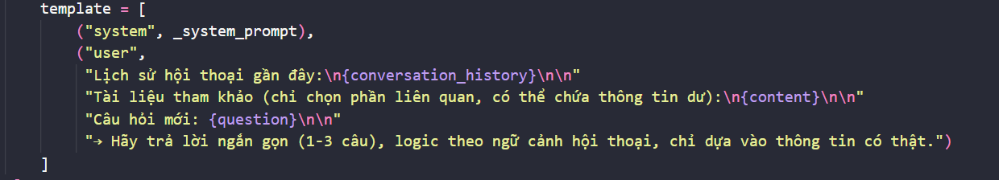 template = [
("system", _system_prompt),
("user",
"Lịch sử hội thoại gần đây:\n{conversation_history}\n\n"
"Tài liệu tham khảo (chỉ chọn phần liên quan, có thể chứa thông tin dư):\n{content}\n\n"
"Câu hỏi mới: {question}\n\n"
"→ Hãy trả lời ngắn gọn (1-3 câu), logic theo ngữ cảnh hội thoại, chỉ dựa vào thông tin có thật.")
]